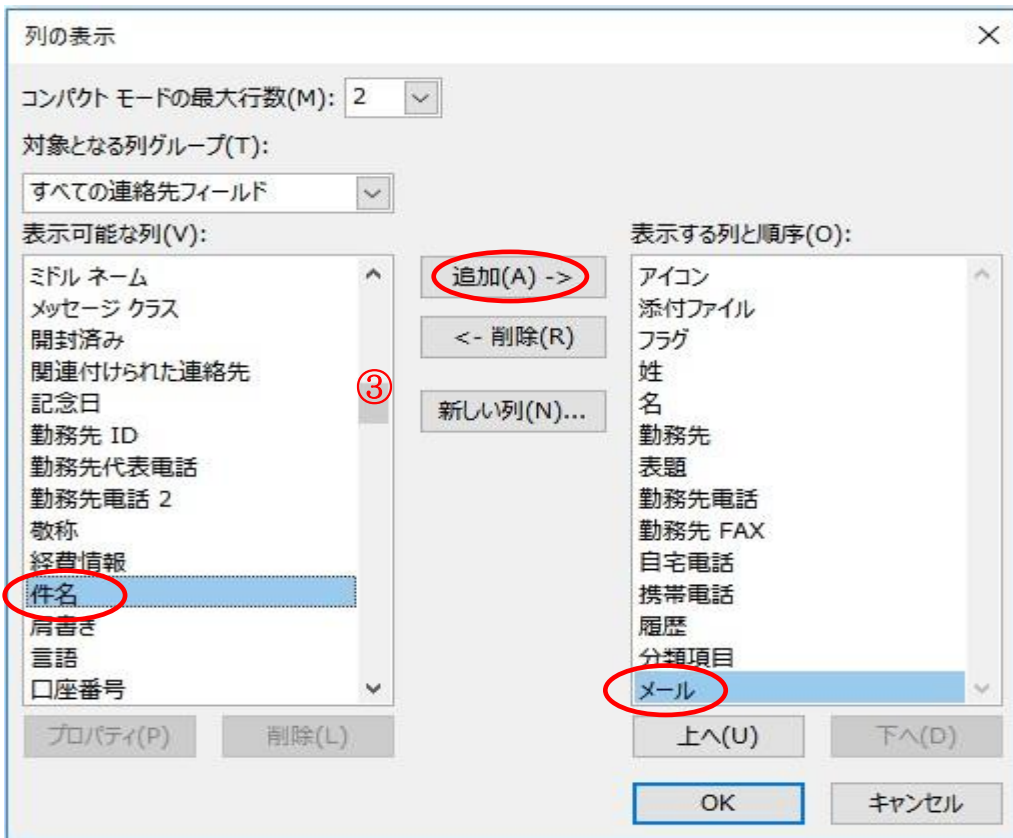 列の表示
コンパクト モードの最大行数(M): 2
対象となる列グループ(T):
すべての連絡先フィールド
表示可能な列(V):
ミドル ネーム
メッセージ クラス
開封済み
関連付けられた連絡先
記念日
勤務先 ID
勤務先代表電話
勤務先電話 2
敬称
経費情報
件名
肩書き
言語
口座番号
プロパティ(P)
削除(L)
③
追加(A) ->
<- 削除(R)
新しい列(N)...
表示する列と順序(O):
アイコン
添付ファイル
フラグ
姓
名
勤務先
表題
勤務先電話
勤務先 FAX
自宅電話
携帯電話
履歴
分類項目
メール
上へ(U)
下へ(D)
OK
キャンセル